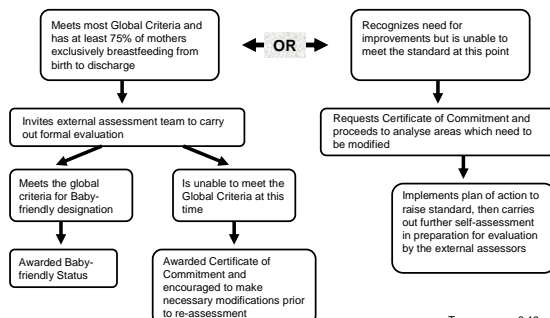 Meets most Global Criteria and
has at least 75% of mothers
exclusively breastfeeding from
birth to discharge
OR
Recognizes need for
improvements but is unable to
meet the standard at this point
Invites external assessment team to carry
out formal evaluation
Requests Certificate of Commitment and
proceeds to analyse areas which need to
be modified
Meets the global
criteria for Baby-
friendly designation
Is unable to meet the
Global Criteria at this
time
Implements plan of action to
raise standard, then carries
out further self-assessment
in preparation for evaluation
by the external assessors
Awarded Baby-
friendly Status
Awarded Certificate of
Commitment and
encouraged to make
necessary modifications prior
to re-assessment